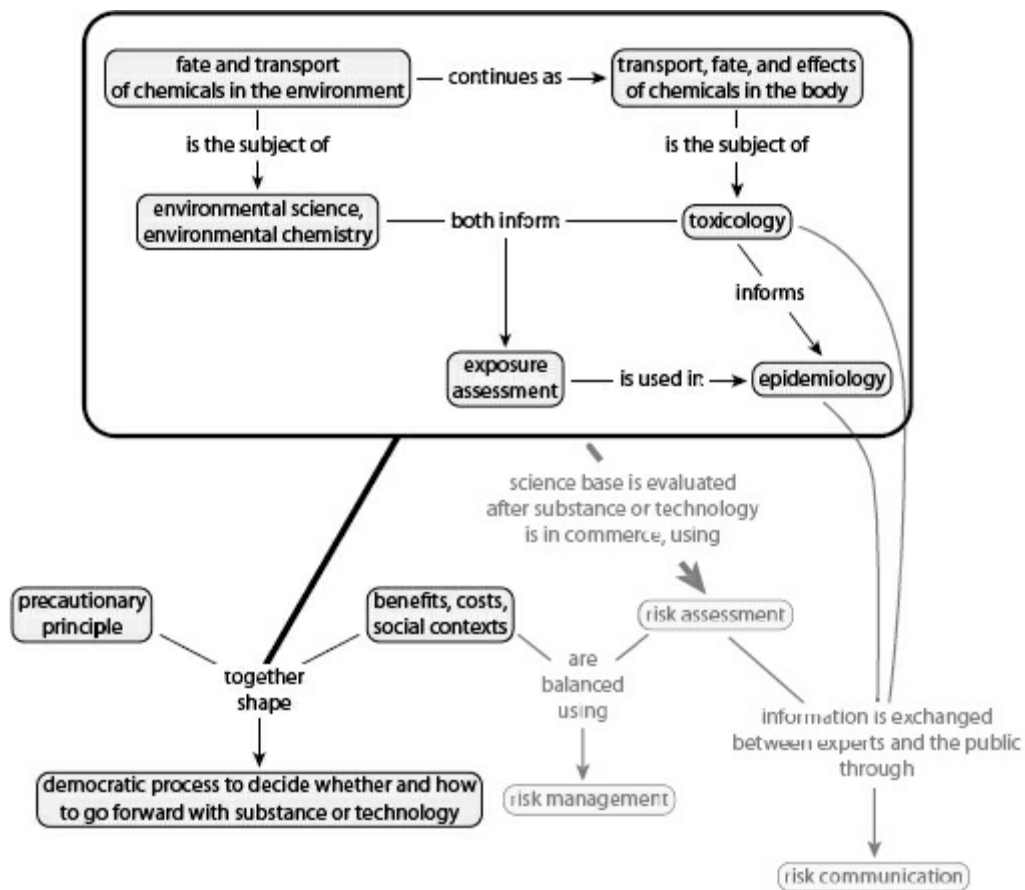 fate and transport
of chemicals in the environment
continues as
transport, fate, and effects
of chemicals in the body
is the subject of
is the subject of
environmental science,
environmental chemistry
both inform
toxicology
informs
exposure
assessment
is used in
epidemiology
science base is evaluated
after substance or technology
is in commerce, using
precautionary
principle
benefits, costs,
social contexts
risk assessment
together
shape
are
balanced
using
information is exchanged
between experts and the public
through
democratic process to decide whether and how
to go forward with substance or technology
risk management
risk communication